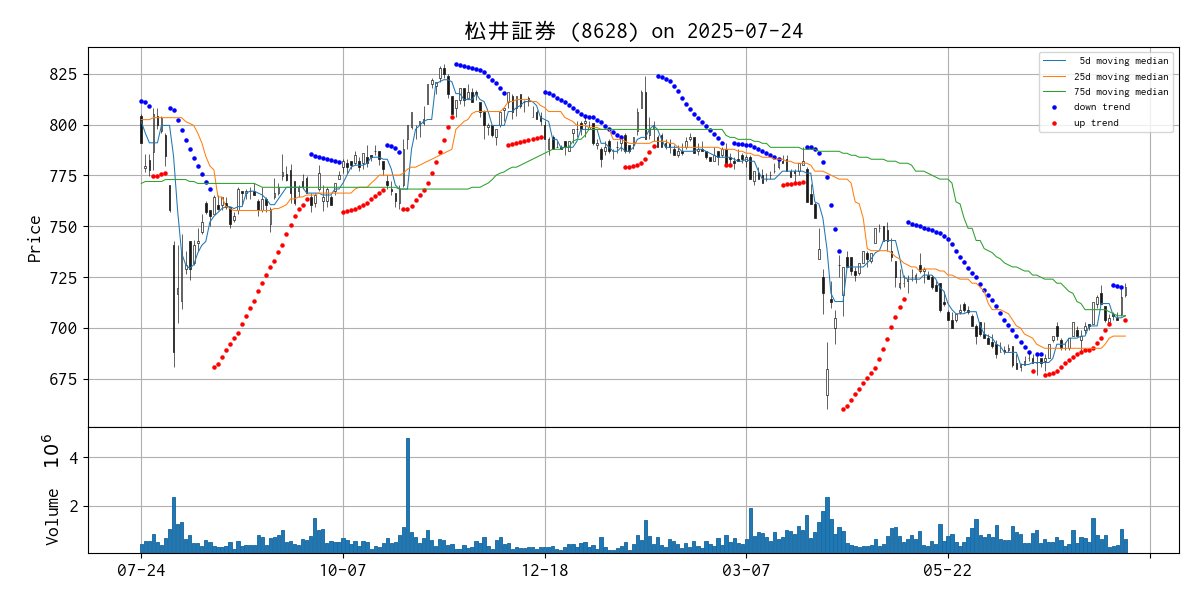 松井証券 (8628) on 2025-07-24
825
800
775
750
725
700
675
Price
5d moving median
25d moving median
75d moving median
down trend
up trend
4
2
Volume 10^6
07-24
10-07
12-18
03-07
05-22